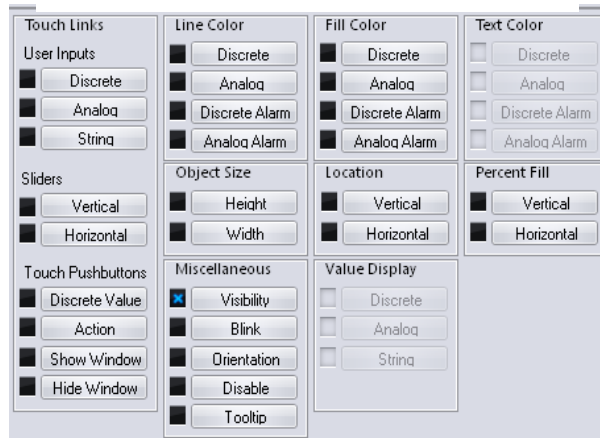 Touch Links
User Inputs
Discrete
Analog
String
Sliders
Vertical
Horizontal
Touch Pushbuttons
Discrete Value
Action
Show Window
Hide Window
Line Color
Discrete
Analog
Discrete Alarm
Analog Alarm
Fill Color
Discrete
Analog
Discrete Alarm
Analog Alarm
Text Color
Discrete
Analog
Discrete Alarm
Analog Alarm
Object Size
Height
Width
Location
Vertical
Horizontal
Percent Fill
Vertical
Horizontal
Miscellaneous
Visibility
Blink
Orientation
Disable
Tooltip
Value Display
Discrete
Analog
String